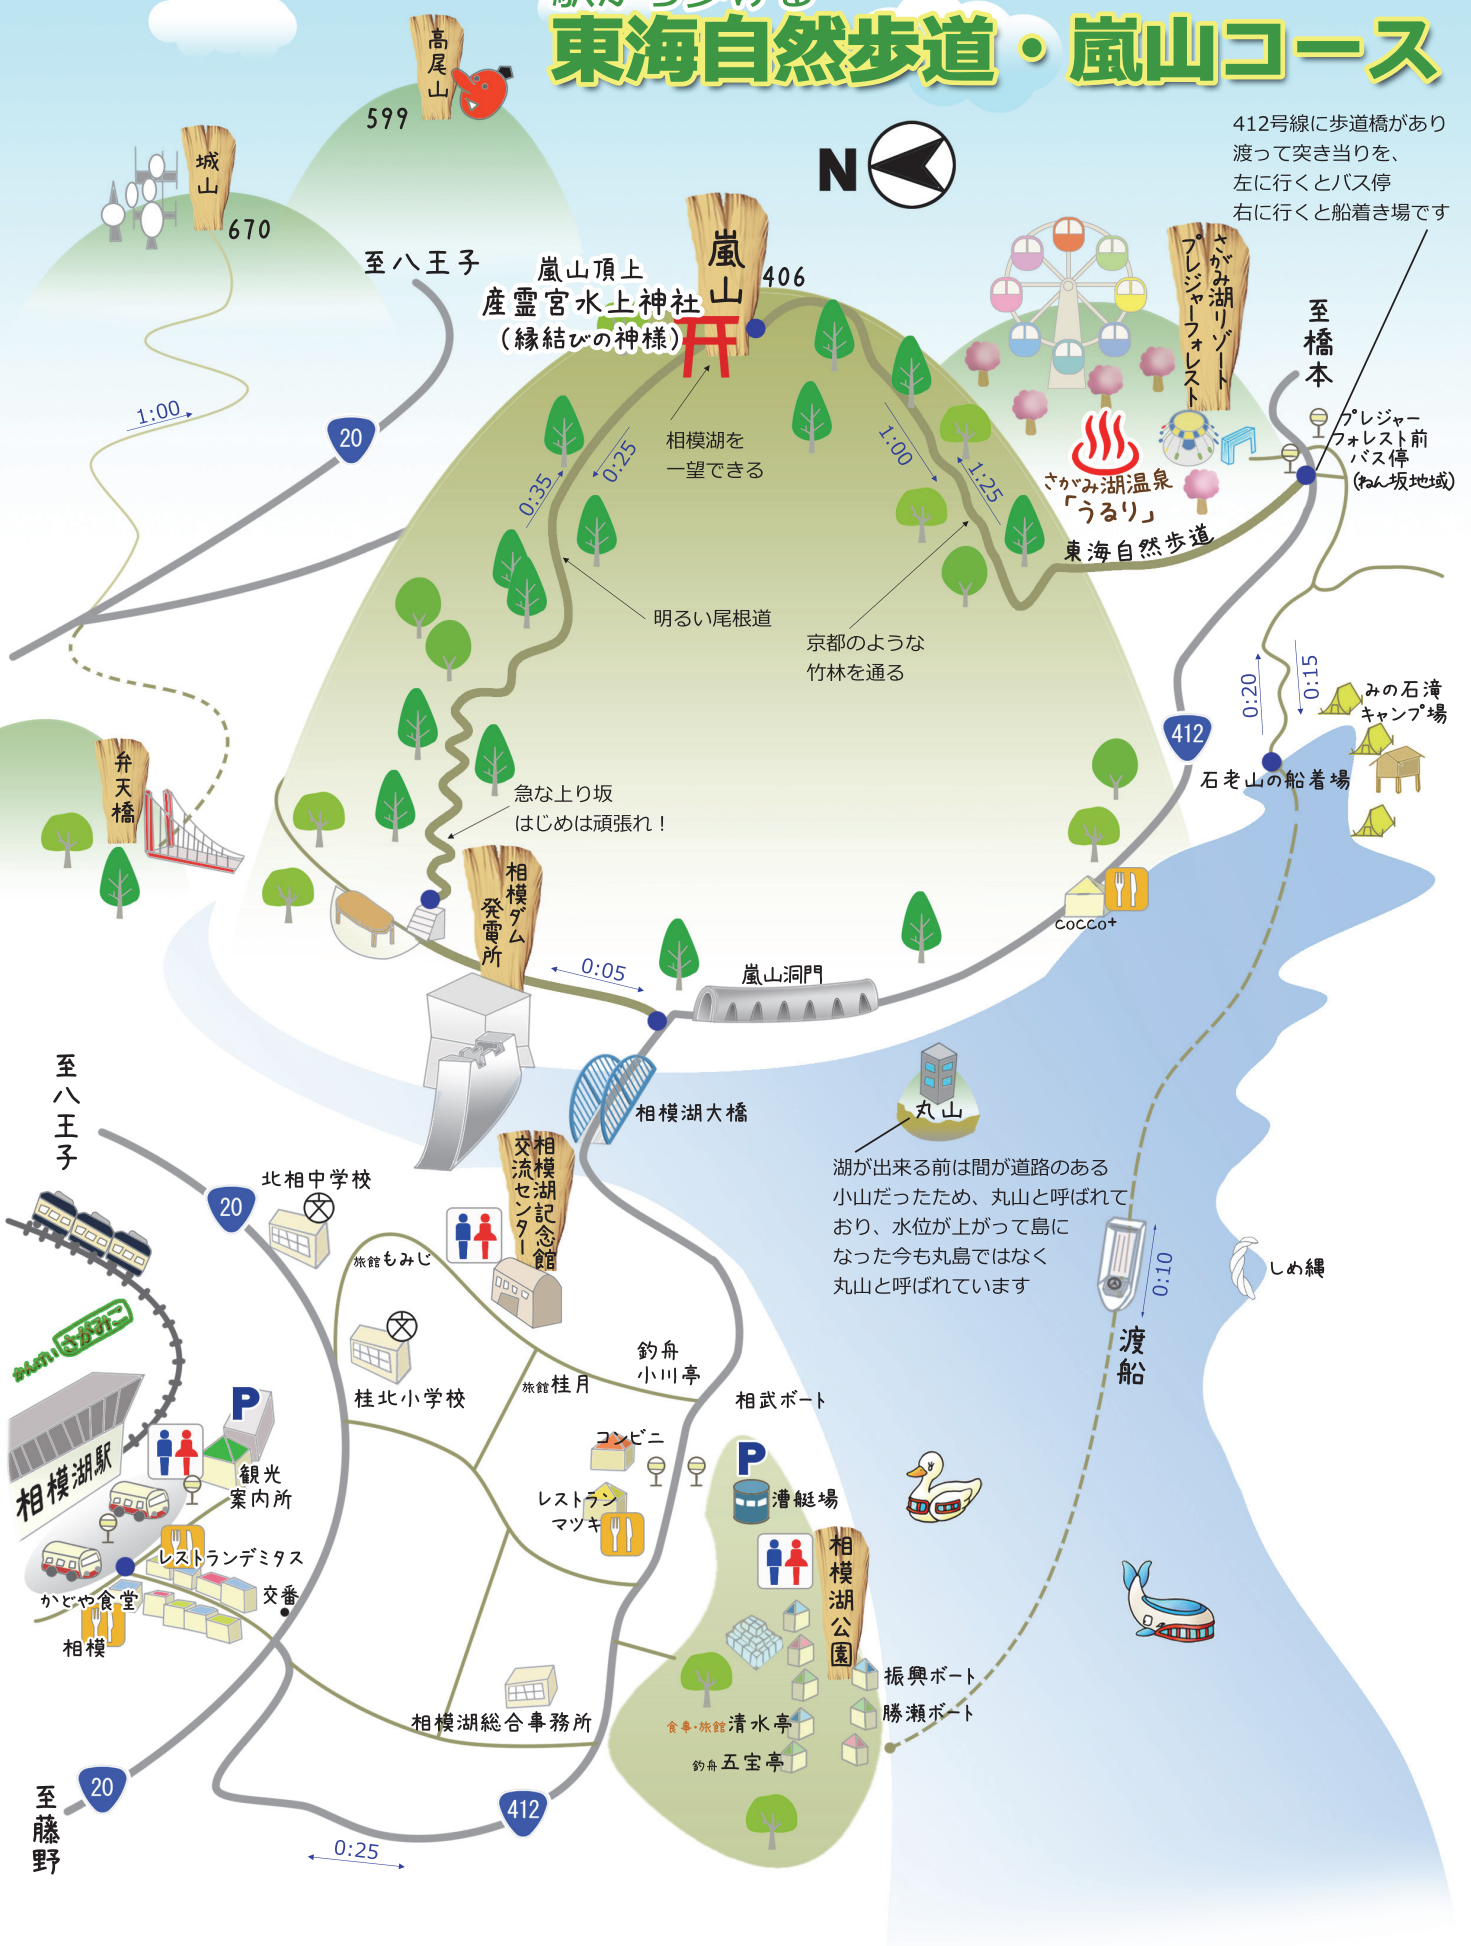 駅から歩ける
東海自然歩道・嵐山コース
高尾山
599
城山
670
N
412号線に歩道橋があり
渡って突き当りを、
左に行くとバス停
右に行くと船着き場です
至八王子
嵐山
406
嵐山頂上
産霊宮水上神社
(縁結びの神様)
さがみ湖リゾート
プレジャーフォレスト
至橋本
1:00
20
相模湖を
一望できる
0:35
0:25
1:00
1:25
プレジャー
フォレスト前
バス停
(ねん坂地域)
さがみ湖温泉
「うるり」
東海自然歩道
明るい尾根道
京都のような
竹林を通る
0:20
0:15
みの石滝
キャンプ場
412
石老山の船着場
弁天橋
急な上り坂
はじめは頑張れ！
相模ダム
発電所
cocco+
0:05
嵐山洞門
至八王子
相模湖大橋
丸山
湖が出来る前は間が道路のある
小山だったため、丸山と呼ばれて
おり、水位が上がって島に
なった今も丸島ではなく
丸山と呼ばれています
20
北相中学校
文
相模湖記念館
交流センター
旅館もみじ
0:10
しめ縄
渡船
かんけい さがみこ
文
桂北小学校
旅館桂月
釣舟
小川亭
相武ボート
P
相模湖駅
観光
案内所
コンビニ
P
レストラン
マツキ
漕艇場
相模湖公園
レストランデミタス
かどや食堂
交番
相模
振興ボート
勝瀬ボート
相模湖総合事務所
食事・旅館清水亭
釣舟五宝亭
20
412
至藤野
0:25